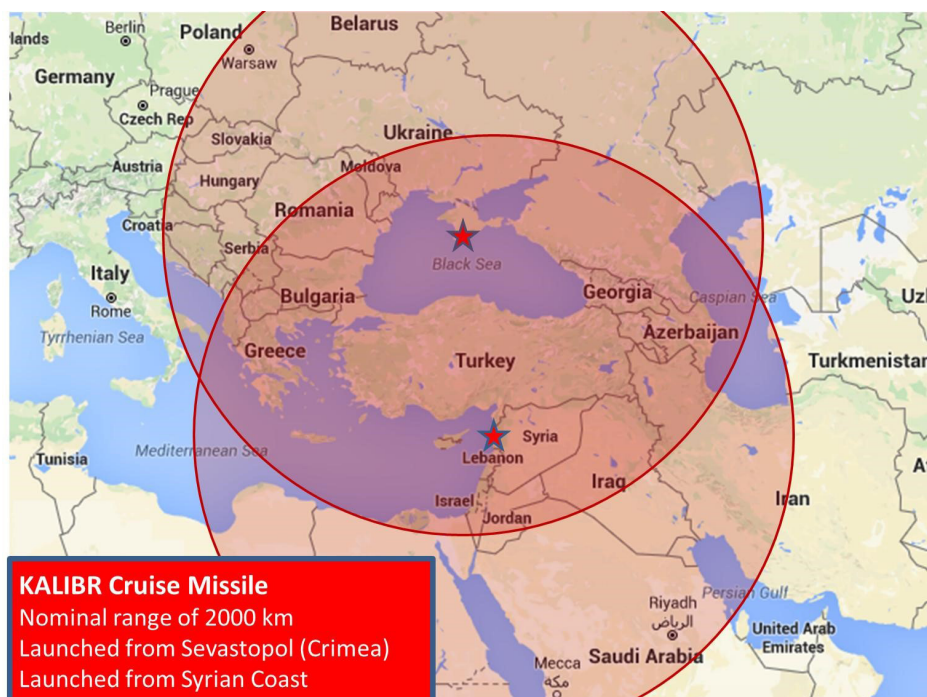 Belarus
Berlin
Poland
rlands
Warsaw
Germany
Prague
Czech Rep
Ukraine
Slovakia
Austria
Moldova
Hungary
Romania
Croatia
Serbia
Italy
Black Sea
Rome
Bulgaria
Georgia
Caspian Sea
Uzb
Azerbaijan
Tyrrhenian Sea
Greece
Turkey
Turkmenistan
Syria
Mediterranean Sea
Lebanon
Tunisia
Af
Iraq
Israel
Iran
Jordan
KALIBR Cruise Missile
Nominal range of 2000 km
Launched from Sevastopol (Crimea)
Launched from Syrian Coast
Persian Gulf
Riyadh
الرياض
United Arab
Emirates
Saudi Arabia
Mecca
مكة